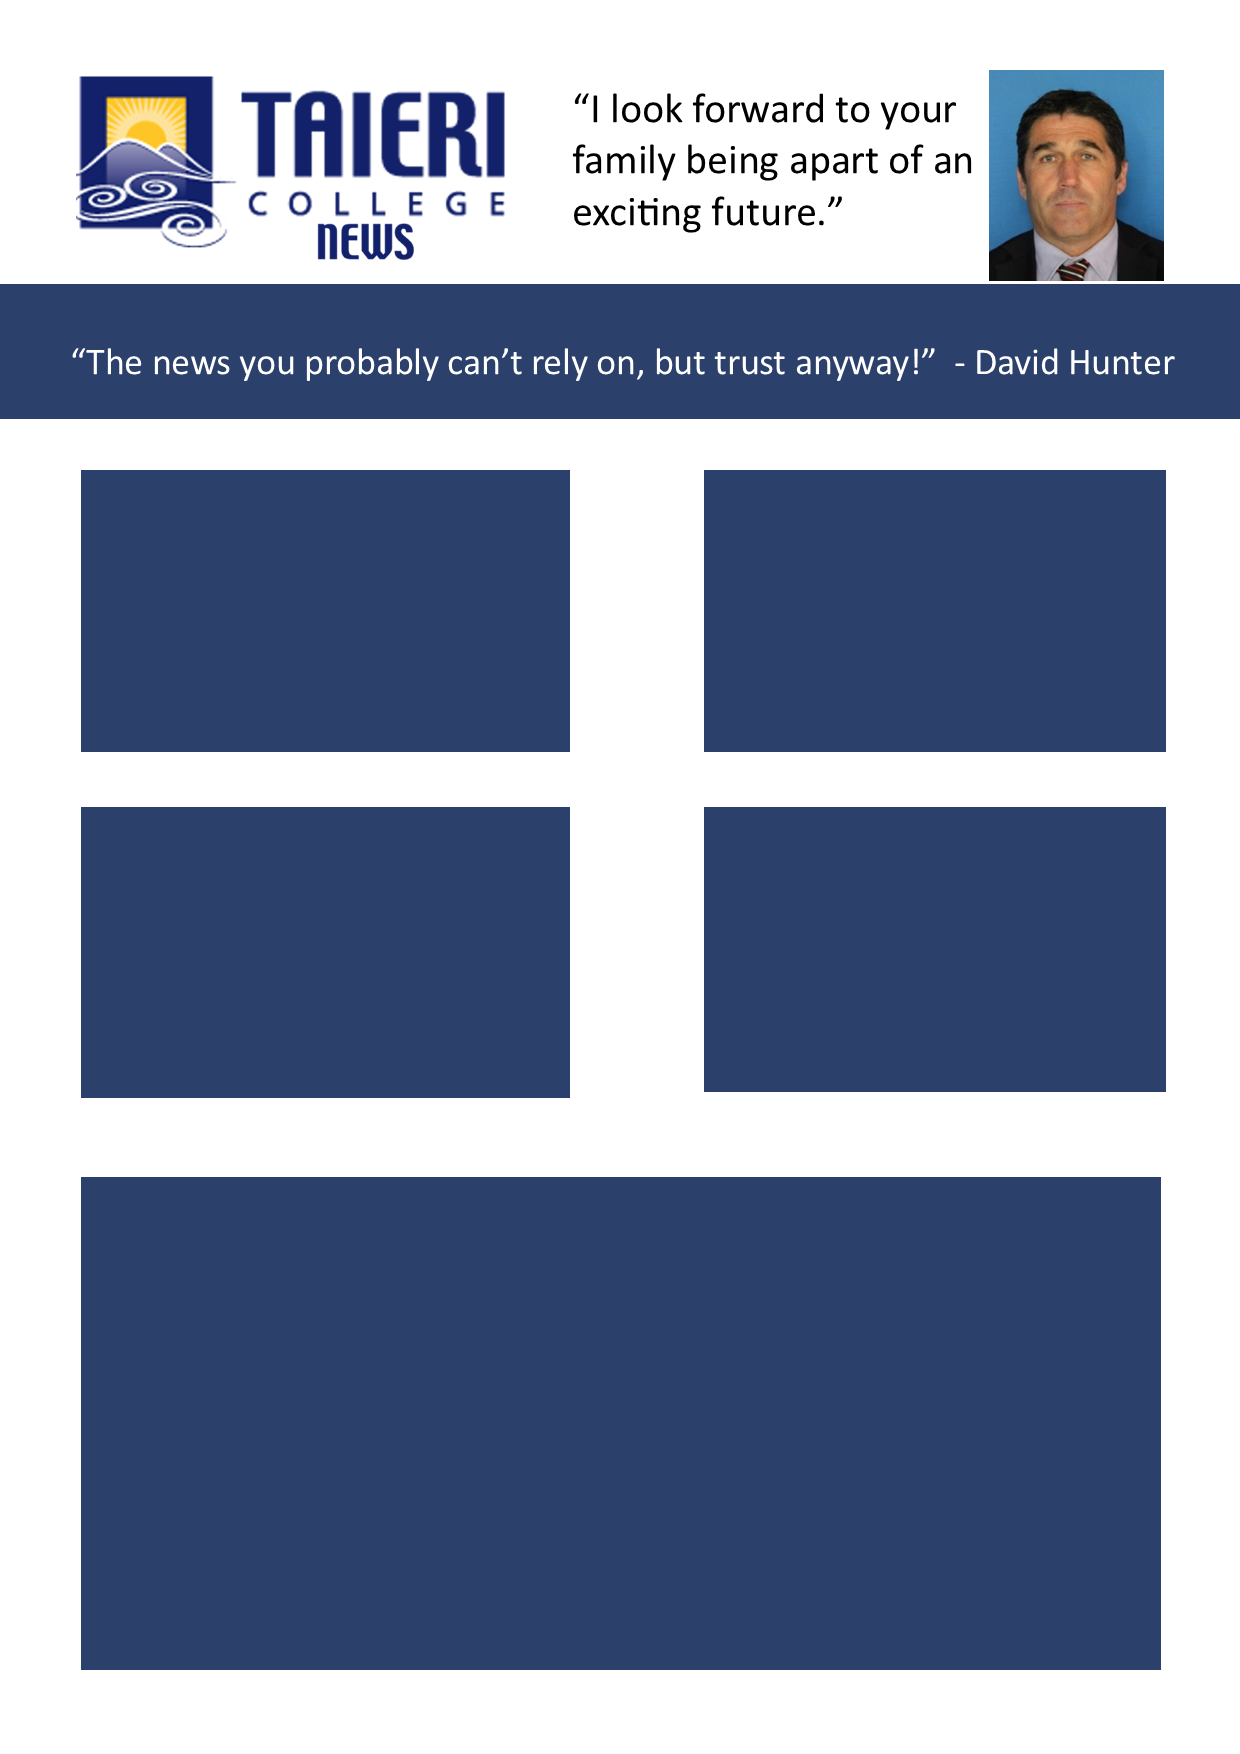 TAIERI
COLLEGE
NEWS
“I look forward to your
family being apart of an
exciting future.”
“The news you probably can’t rely on, but trust anyway!”  - David Hunter